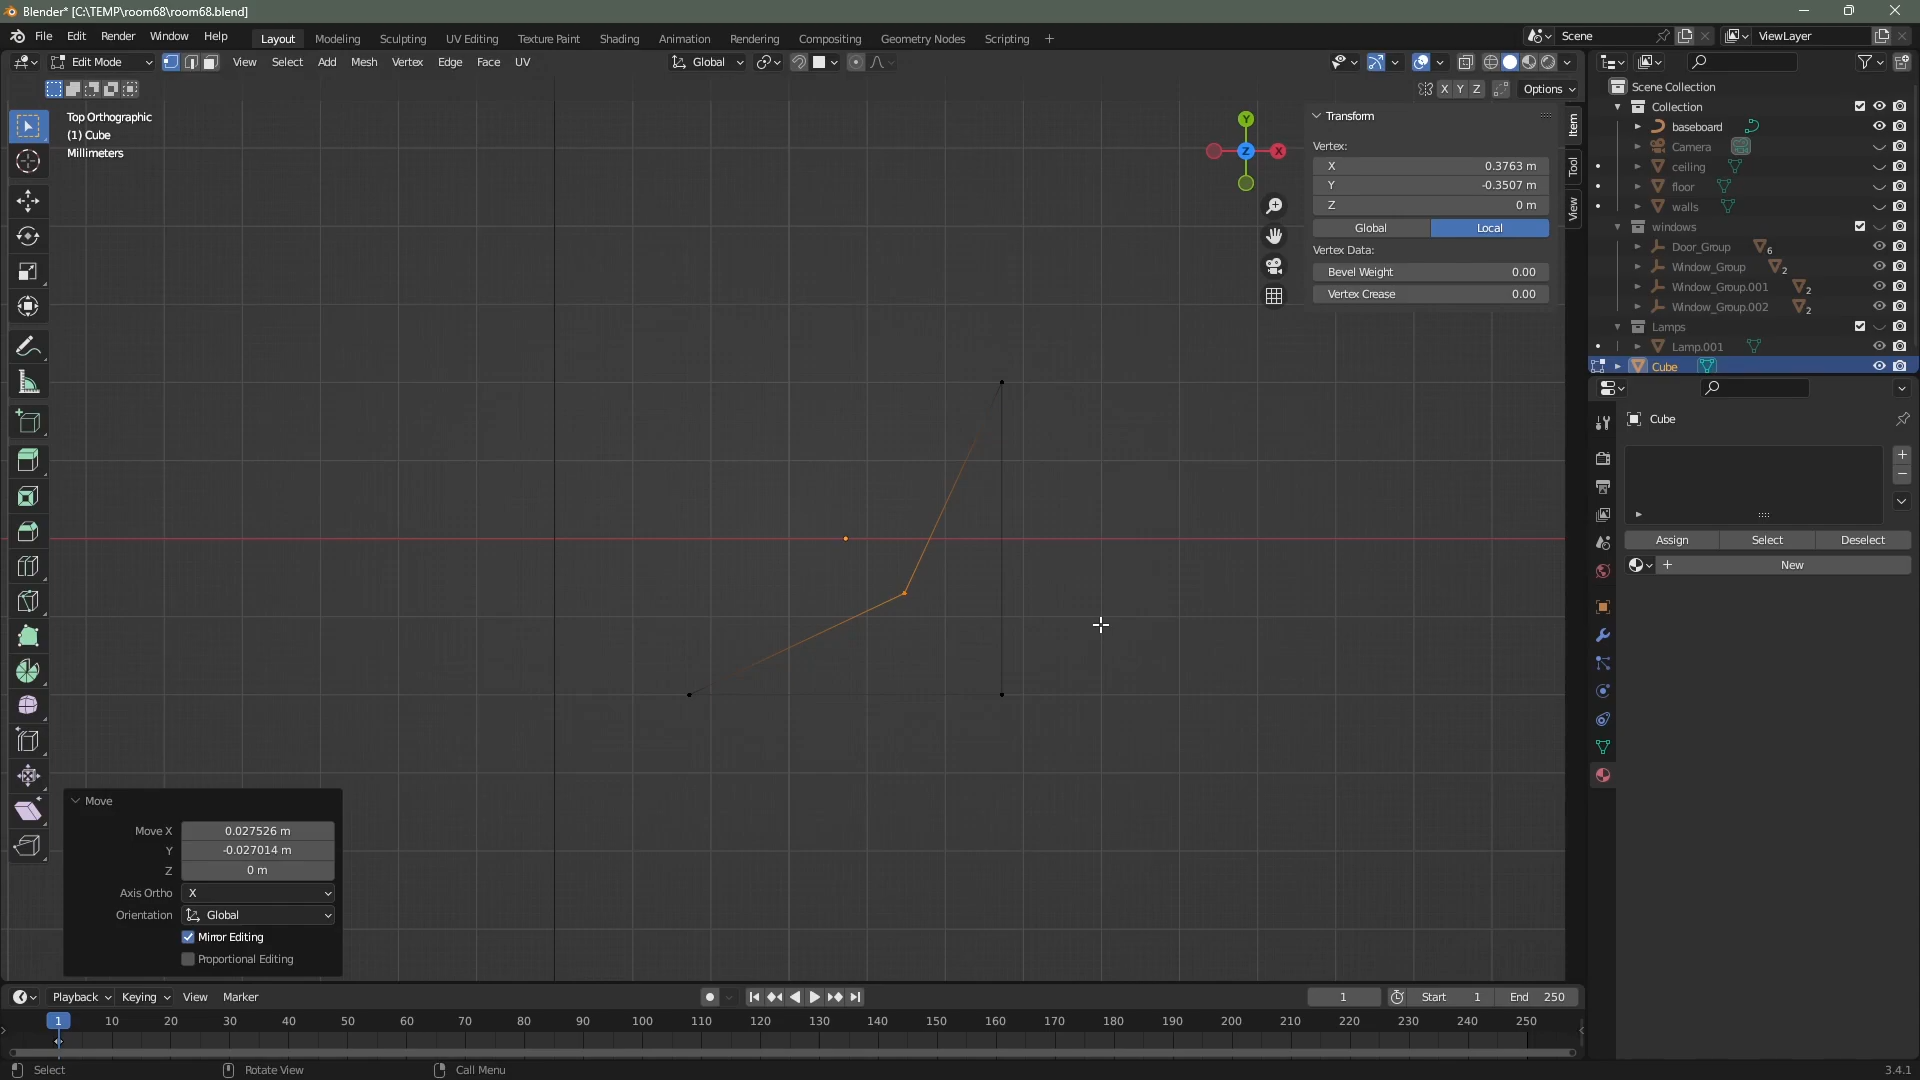 Blender* [C:\TEMP\room68\room68.blend]
File Edit Render Window Help Layout Modeling Sculpting UV Editing Texture Paint Shading Animation Rendering Compositing Geometry Nodes Scripting + Scene ViewLayer
Edit Mode View Select Add Mesh Vertex Edge Face UV Global
X Y Z Options
Top Orthographic
(1) Cube
Millimeters
Y
Z
X
Transform
Vertex:
X 0.3763 m
Y -0.3507 m
Z 0 m
Global Local
Vertex Data:
Bevel Weight 0.00
Vertex Crease 0.00
Item
Tool
View
Scene Collection
Collection
baseboard
Camera
ceiling
floor
walls
windows
Door_Group 6
Window_Group 2
Window_Group.001 2
Window_Group.002 2
Lamps
Lamp.001
Cube
Cube
Assign Select Deselect
New
Move
Move X 0.027526 m
Y -0.027014 m
Z 0 m
Axis Ortho X
Orientation Global
Mirror Editing
Proportional Editing
Playback Keying View Marker 1 Start 1 End 250
1 10 20 30 40 50 60 70 80 90 100 110 120 130 140 150 160 170 180 190 200 210 220 230 240 250
Select Rotate View Call Menu 3.4.1